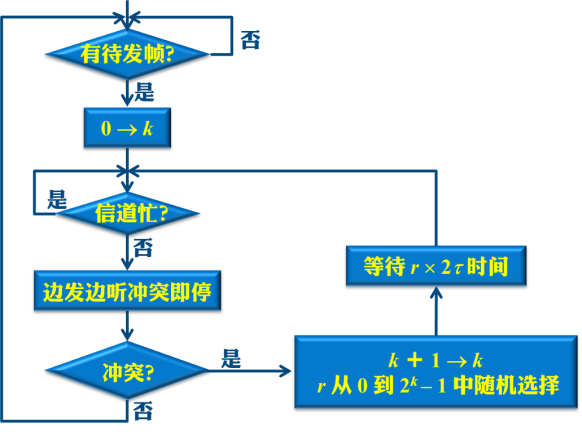 有待发帧?
否
是
0 → k
是
信道忙?
否
等待 r × 2τ 时间
边发边听冲突即停
冲突?
是
k + 1 → k
r 从 0 到 2ᵏ – 1 中随机选择
否